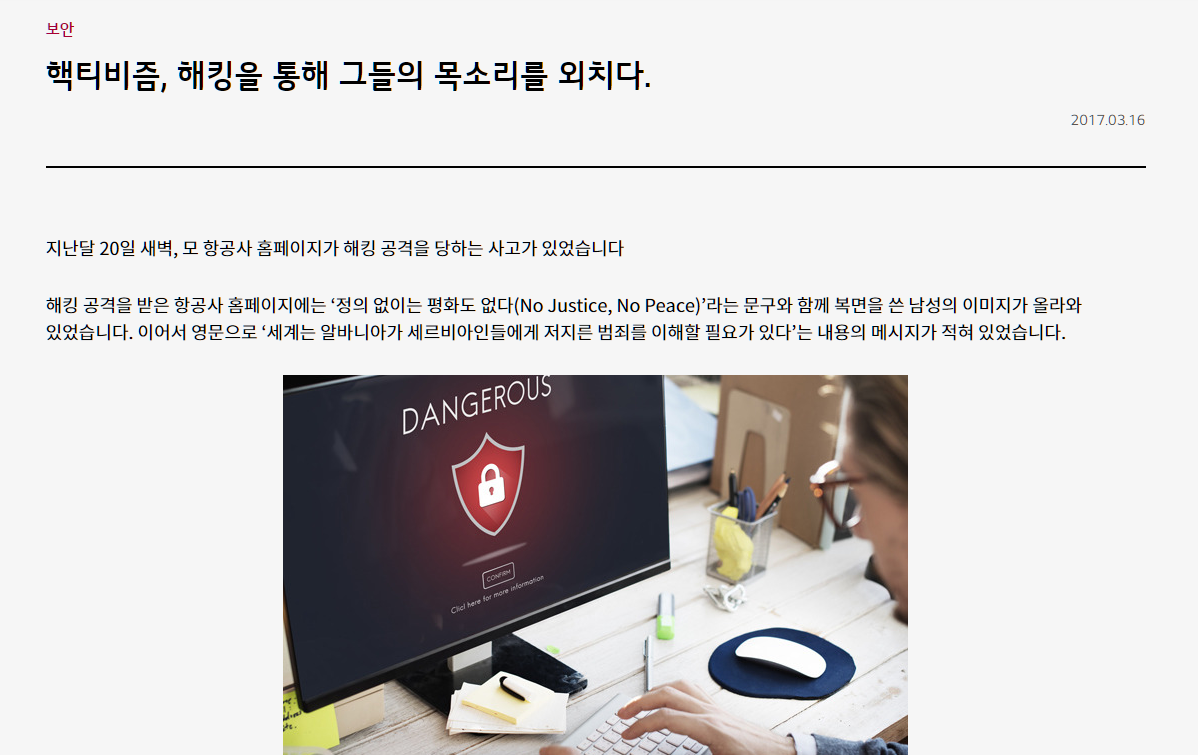 보안
핵티비즘, 해킹을 통해 그들의 목소리를 외치다.
2017.03.16
지난달 20일 새벽, 모 항공사 홈페이지가 해킹 공격을 당하는 사고가 있었습니다
해킹 공격을 받은 항공사 홈페이지에는 ‘정의 없이는 평화도 없다(No Justice, No Peace)’라는 문구와 함께 복면을 쓴 남성의 이미지가 올라와
있었습니다. 이어서 영문으로 ‘세계는 알바니아가 세르비아인들에게 저지른 범죄를 이해할 필요가 있다’는 내용의 메시지가 적혀 있었습니다.
DANGEROUS
CONFIRM
Clicl here for more information